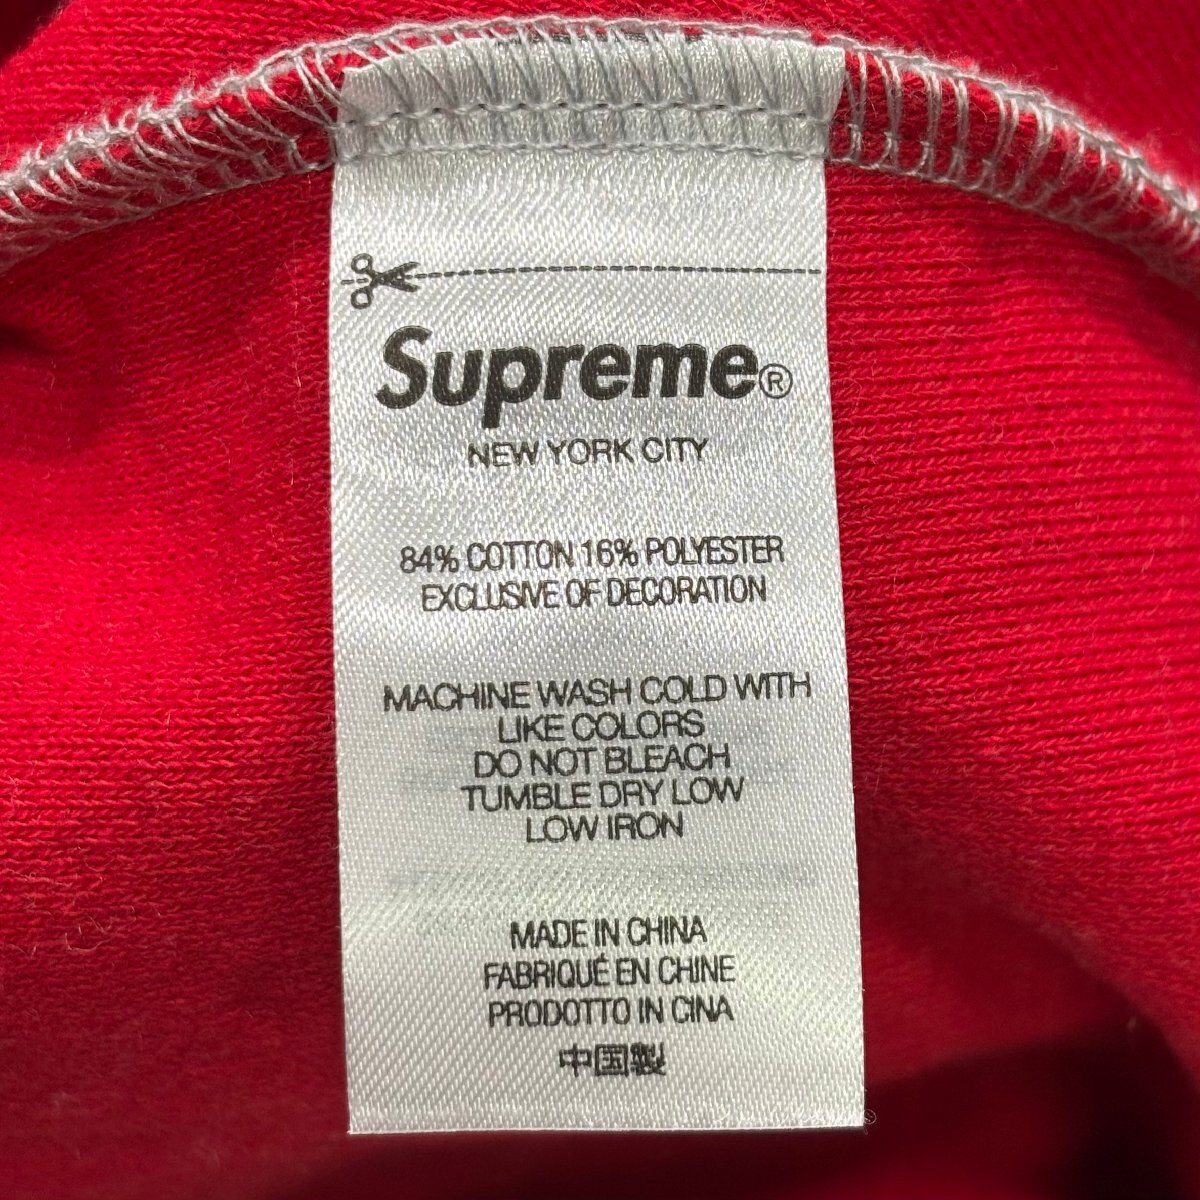 Supreme®
NEW YORK CITY
84% COTTON 16% POLYESTER
EXCLUSIVE OF DECORATION
MACHINE WASH COLD WITH
LIKE COLORS
DO NOT BLEACH
TUMBLE DRY LOW
LOW IRON
MADE IN CHINA
FABRIQUÉ EN CHINE
PRODOTTO IN CINA
中国製